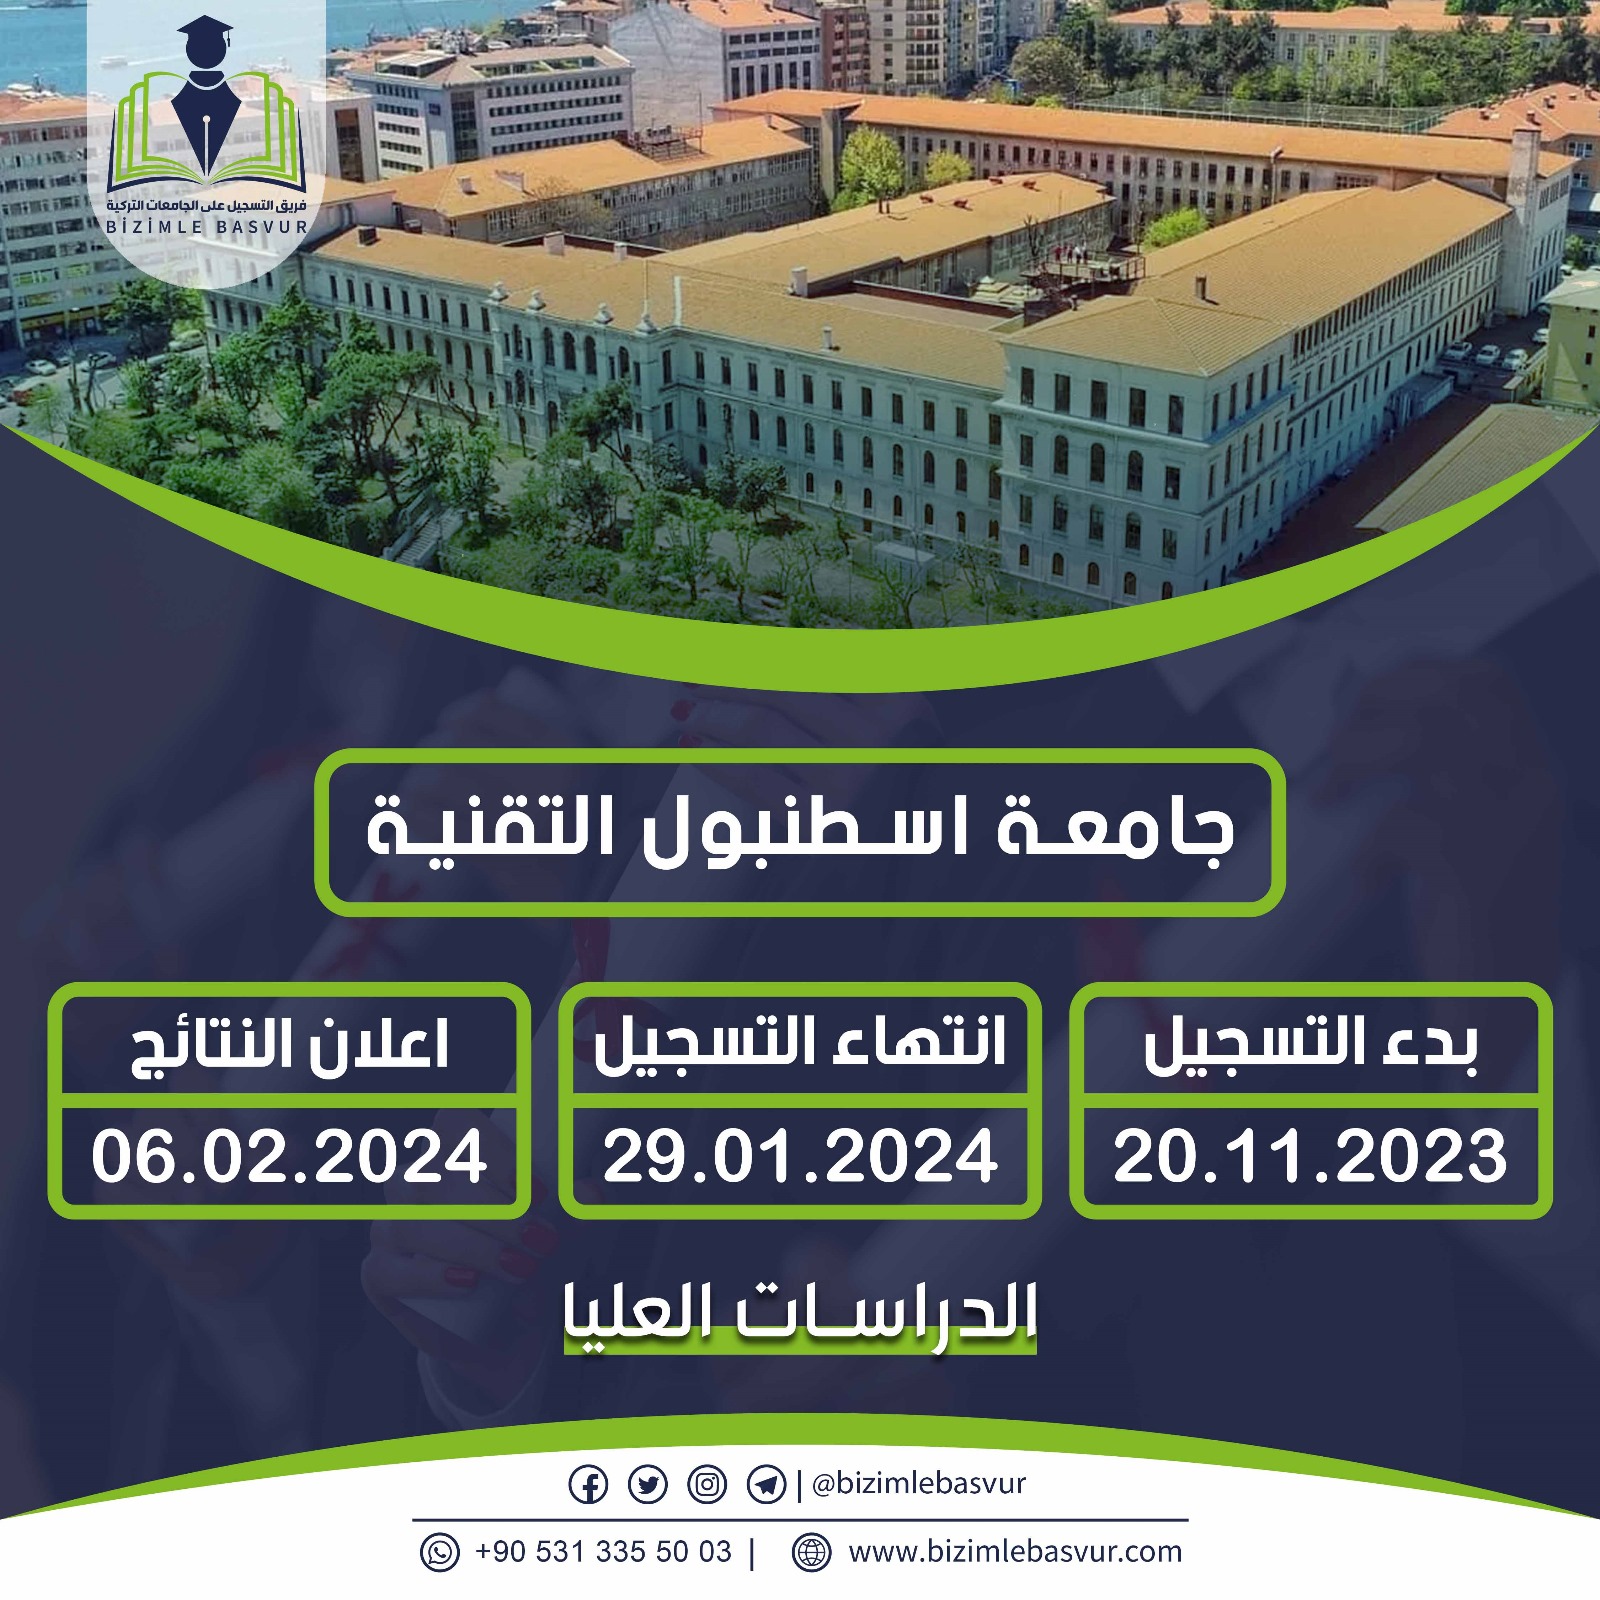 فريق التسجيل على الجامعات التركية
BİZİMLE BASVUR
جامعة اسطنبول التقنية
بدء التسجيل
20.11.2023
انتهاء التسجيل
29.01.2024
اعلان النتائج
06.02.2024
الدراسات العليا
| @bizimlebasvur
+90 531 335 50 03 | www.bizimlebasvur.com